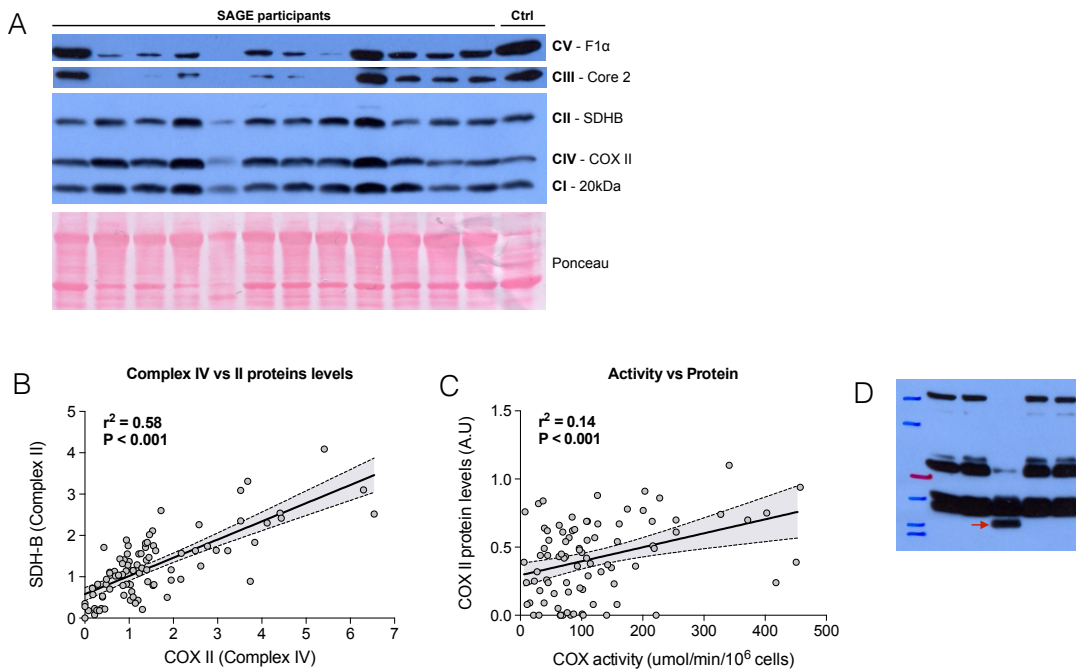 A
SAGE participants
Ctrl
CV - F1α
CIII - Core 2
CII - SDHB
CIV - COX II
CI - 20kDa
Ponceau
B
Complex IV vs II proteins levels
r² = 0.58
P < 0.001
SDH-B (Complex II)
5
4
3
2
1
0
0 1 2 3 4 5 6 7
COX II (Complex IV)
C
Activity vs Protein
r² = 0.14
P < 0.001
COX II protein levels (A.U)
1.5
1.0
0.5
0.0
0 100 200 300 400 500
COX activity (umol/min/10⁶ cells)
D